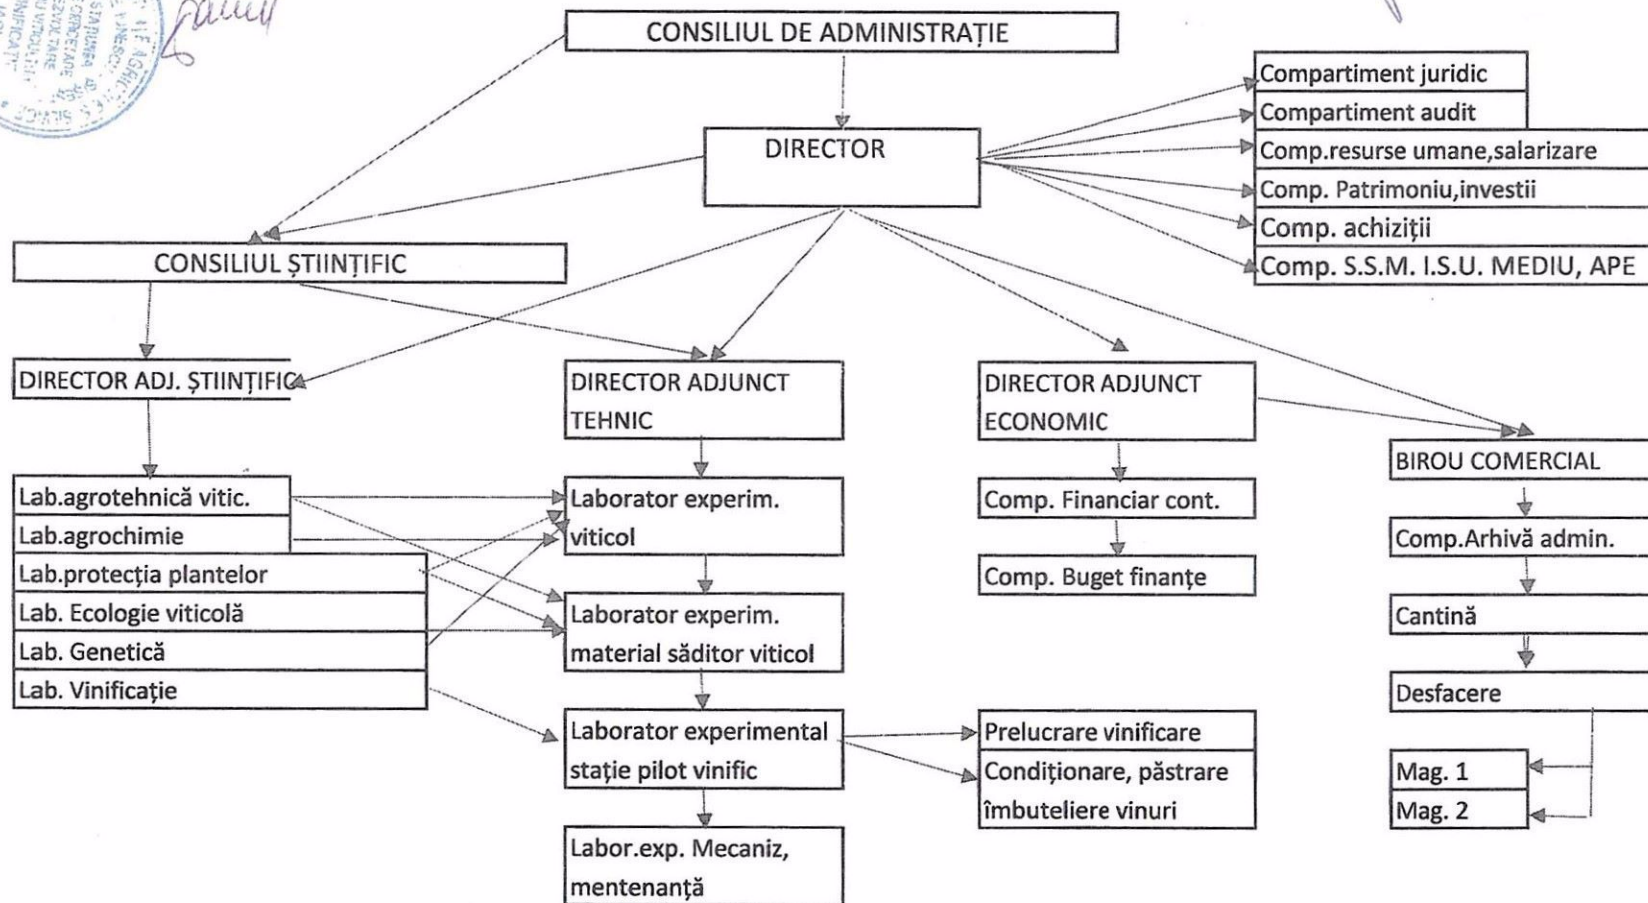 CONSILIUL DE ADMINISTRAȚIE
Compartiment juridic
Compartiment audit
DIRECTOR
Comp.resurse umane,salarizare
Comp. Patrimoniu,investii
Comp. achiziții
CONSILIUL ȘTIINȚIFIC
Comp. S.S.M. I.S.U. MEDIU, APE
DIRECTOR ADJ. ȘTIINȚIFIC
DIRECTOR ADJUNCT
TEHNIC
DIRECTOR ADJUNCT
ECONOMIC
BIROU COMERCIAL
Lab.agrotehnică vitic.
Lab.agrochimie
Lab.protecția plantelor
Lab. Ecologie viticolă
Lab. Genetică
Lab. Vinificație
Laborator experim.
viticol
Laborator experim.
material săditor viticol
Laborator experimental
stație pilot vinific
Labor.exp. Mecaniz,
mentenanță
Comp. Financiar cont.
Comp. Buget finanțe
Prelucrare vinificare
Condiționare, păstrare
îmbuteliere vinuri
Comp.Arhivă admin.
Cantină
Desfacere
Mag. 1
Mag. 2